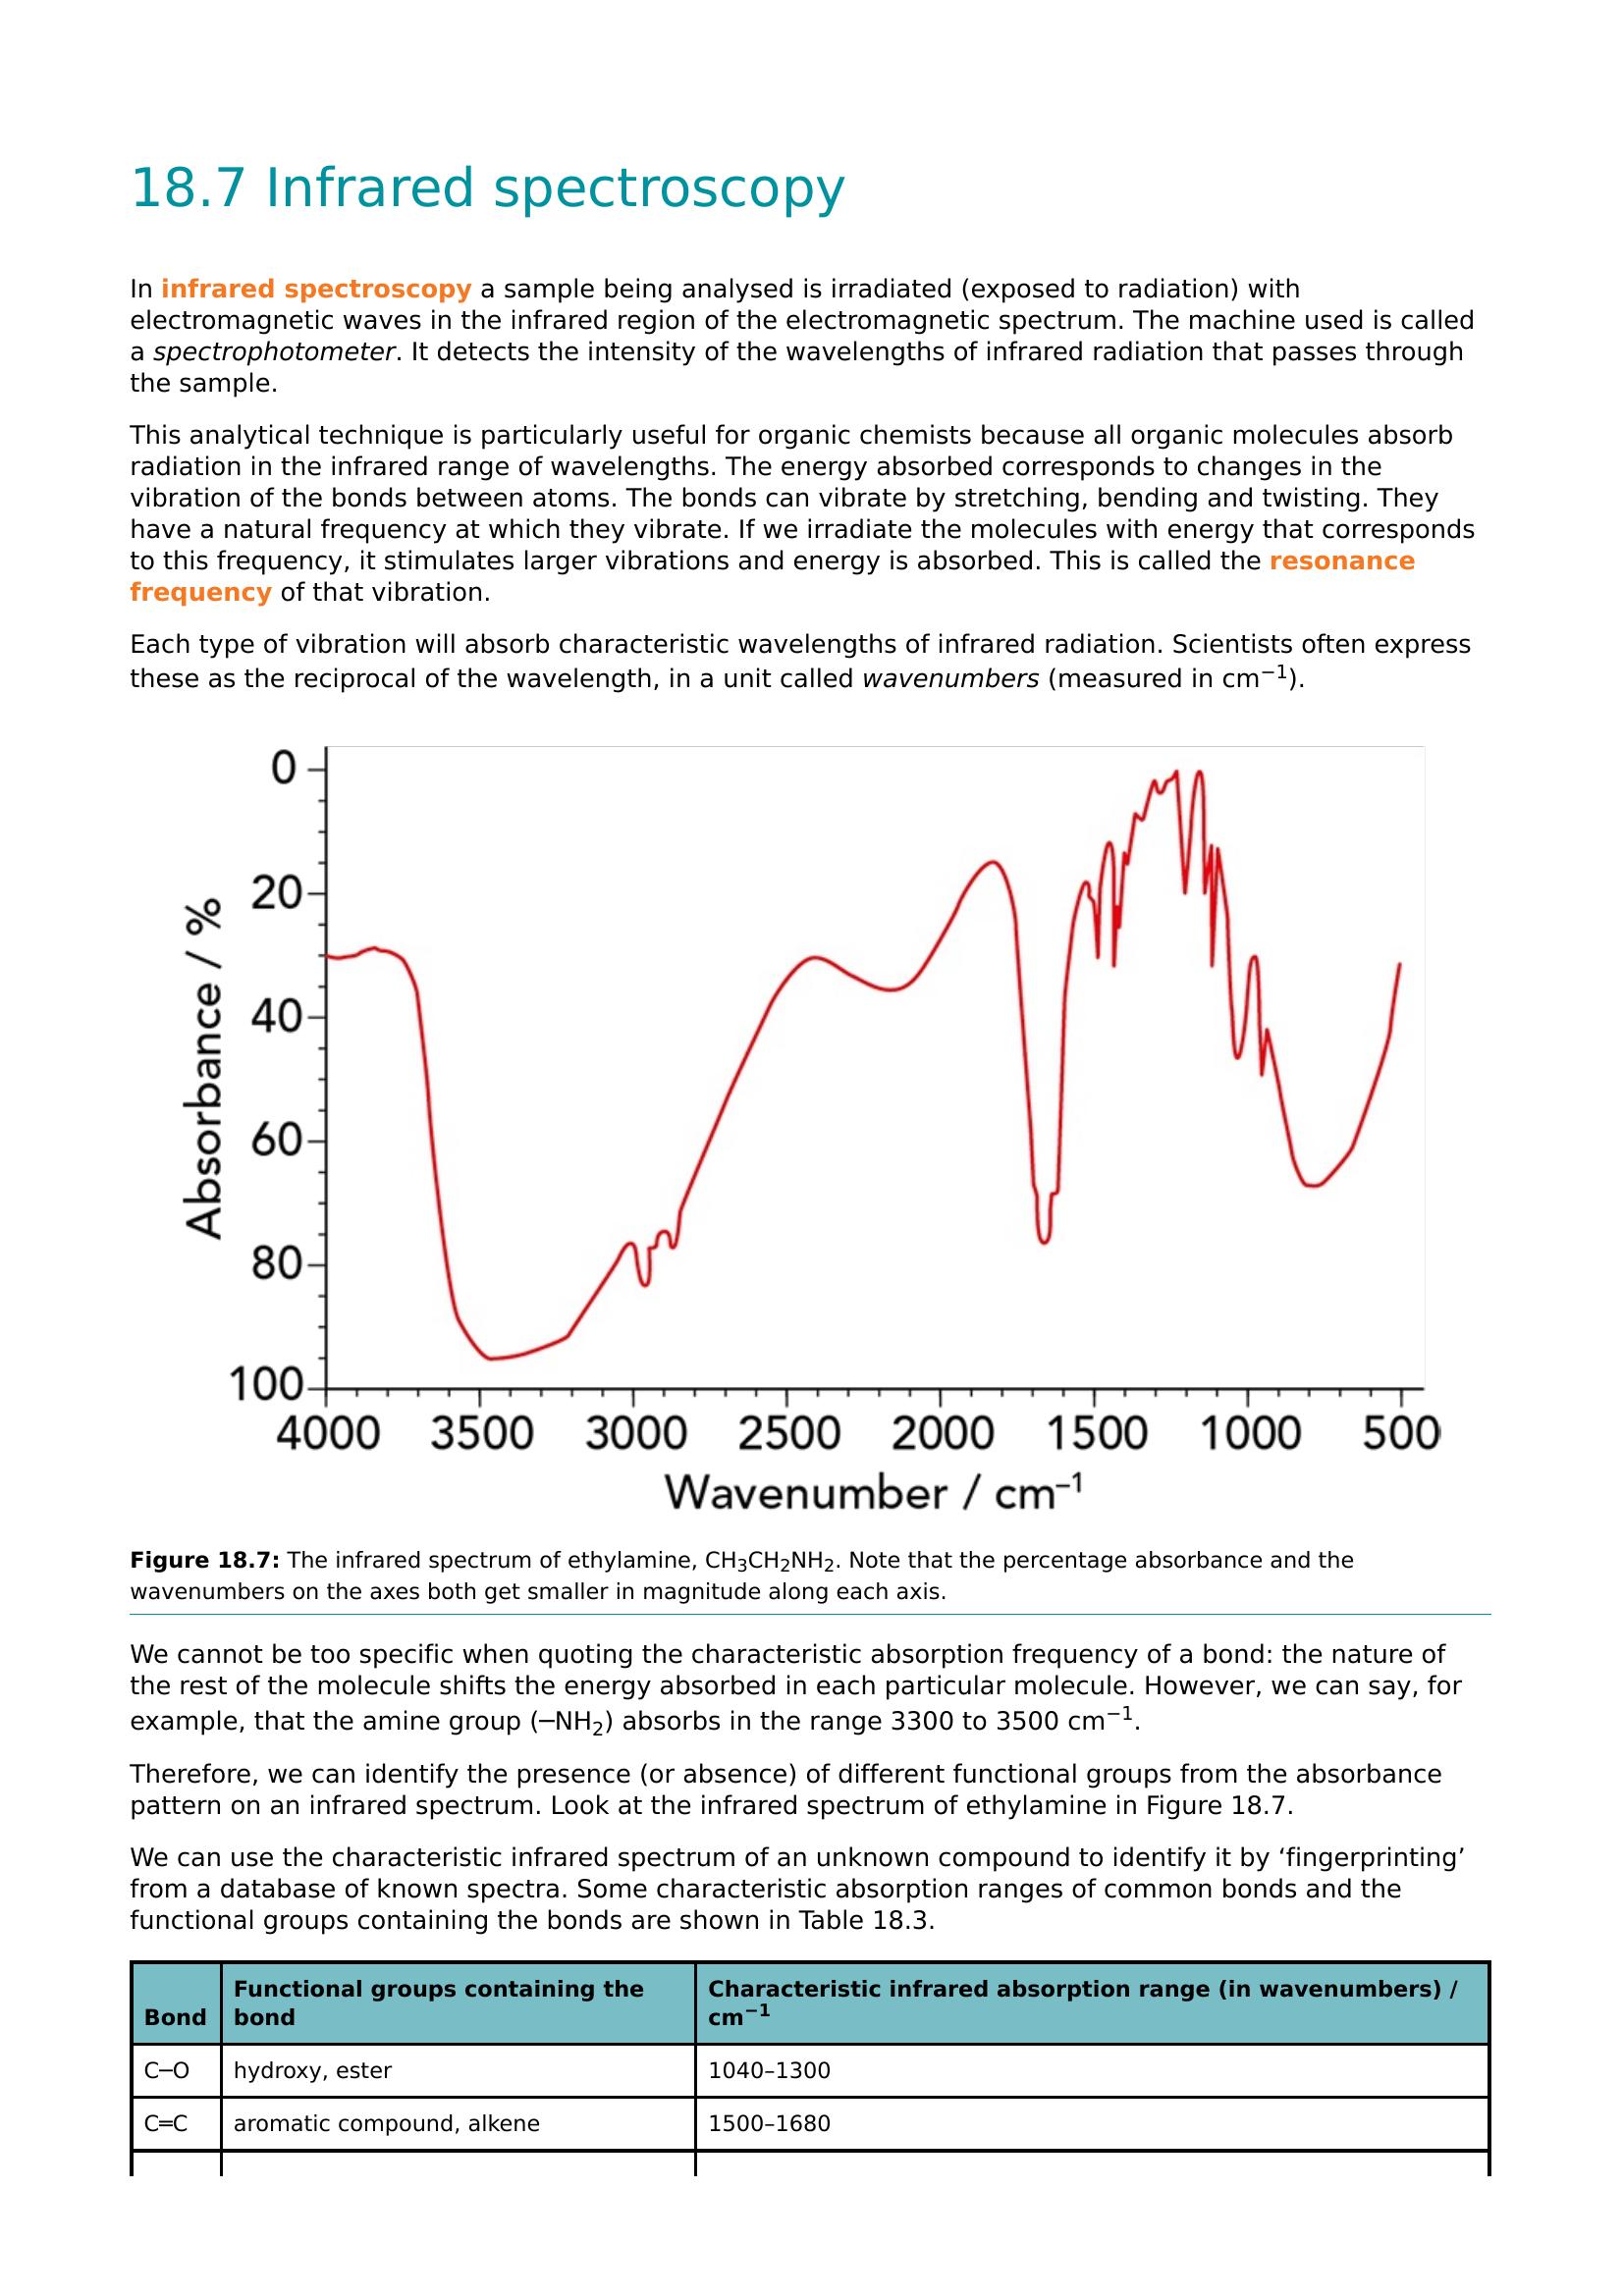 18.7 Infrared spectroscopy
In infrared spectroscopy a sample being analysed is irradiated (exposed to radiation) with
electromagnetic waves in the infrared region of the electromagnetic spectrum. The machine used is called
a spectrophotometer. It detects the intensity of the wavelengths of infrared radiation that passes through
the sample.
This analytical technique is particularly useful for organic chemists because all organic molecules absorb
radiation in the infrared range of wavelengths. The energy absorbed corresponds to changes in the
vibration of the bonds between atoms. The bonds can vibrate by stretching, bending and twisting. They
have a natural frequency at which they vibrate. If we irradiate the molecules with energy that corresponds
to this frequency, it stimulates larger vibrations and energy is absorbed. This is called the resonance
frequency of that vibration.
Each type of vibration will absorb characteristic wavelengths of infrared radiation. Scientists often express
these as the reciprocal of the wavelength, in a unit called wavenumbers (measured in cm⁻¹).
Absorbance / %
0
20
40
60
80
100
4000 3500 3000 2500 2000 1500 1000 500
Wavenumber / cm⁻¹
Figure 18.7: The infrared spectrum of ethylamine, CH₃CH₂NH₂. Note that the percentage absorbance and the
wavenumbers on the axes both get smaller in magnitude along each axis.
We cannot be too specific when quoting the characteristic absorption frequency of a bond: the nature of
the rest of the molecule shifts the energy absorbed in each particular molecule. However, we can say, for
example, that the amine group (─NH₂) absorbs in the range 3300 to 3500 cm⁻¹.
Therefore, we can identify the presence (or absence) of different functional groups from the absorbance
pattern on an infrared spectrum. Look at the infrared spectrum of ethylamine in Figure 18.7.
We can use the characteristic infrared spectrum of an unknown compound to identify it by ‘fingerprinting’
from a database of known spectra. Some characteristic absorption ranges of common bonds and the
functional groups containing the bonds are shown in Table 18.3.
Bond
Functional groups containing the
bond
Characteristic infrared absorption range (in wavenumbers) /
cm⁻¹
C─O hydroxy, ester 1040–1300
C═C aromatic compound, alkene 1500–1680